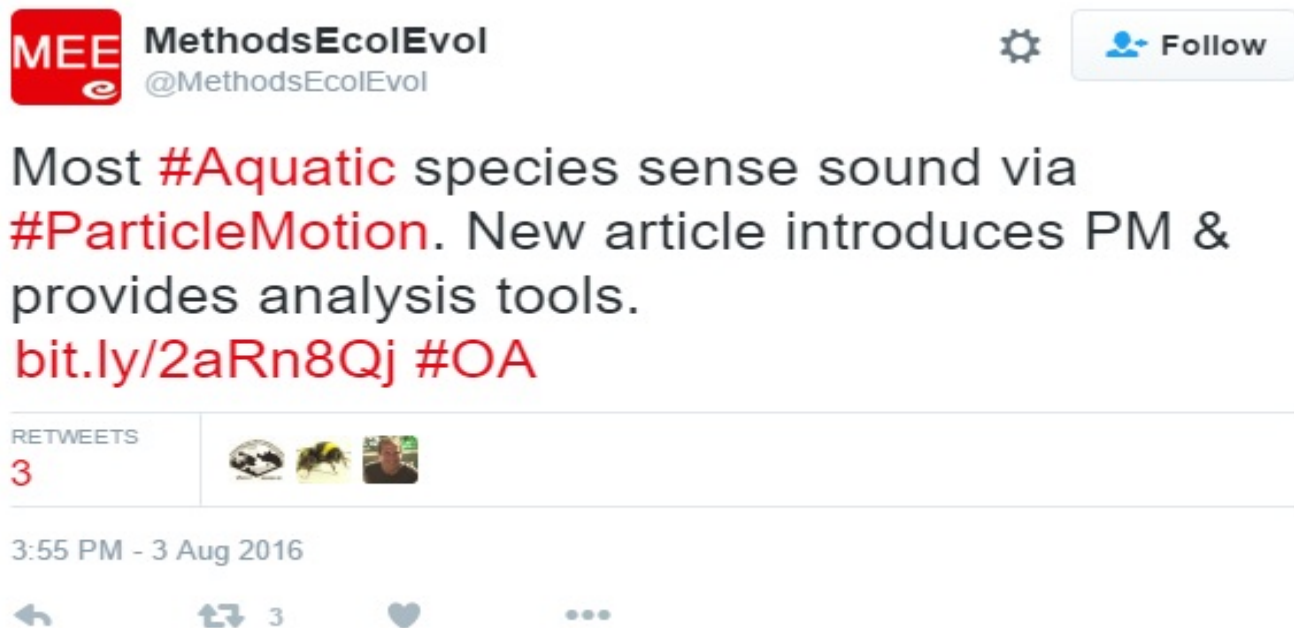 MEE
MethodsEcolEvol
@MethodsEcolEvol
Follow
Most #Aquatic species sense sound via
#ParticleMotion. New article introduces PM &
provides analysis tools.
bit.ly/2aRn8Qj #OA
RETWEETS
3
3:55 PM - 3 Aug 2016
3